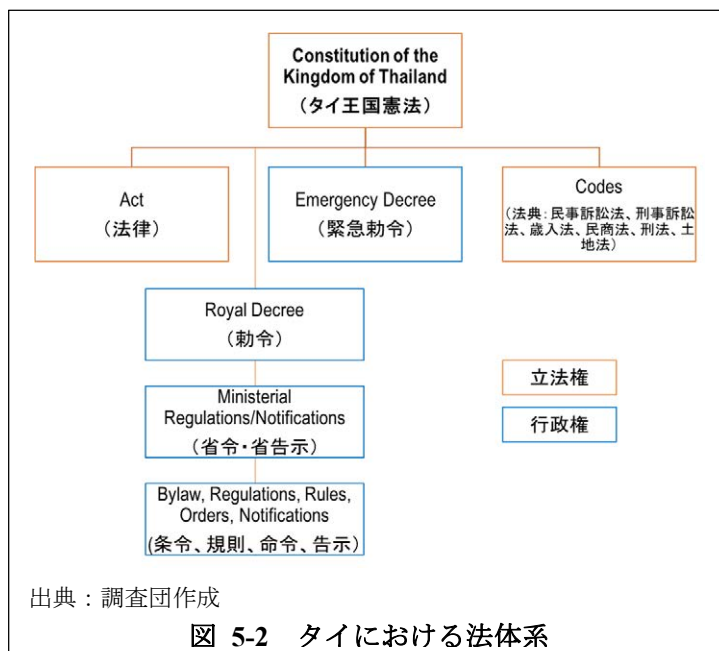 Constitution of the
Kingdom of Thailand
（タイ王国憲法）
Act
（法律）
Emergency Decree
（緊急勅令）
Codes
（法典：民事訴訟法、刑事訴訟
法、歳入法、民商法、刑法、土
地法）
Royal Decree
（勅令）
Ministerial
Regulations/Notifications
（省令・省告示）
Bylaw, Regulations, Rules,
Orders, Notifications
(条令、規則、命令、告示）
立法権
行政権
出典：調査団作成
図 5-2 タイにおける法体系